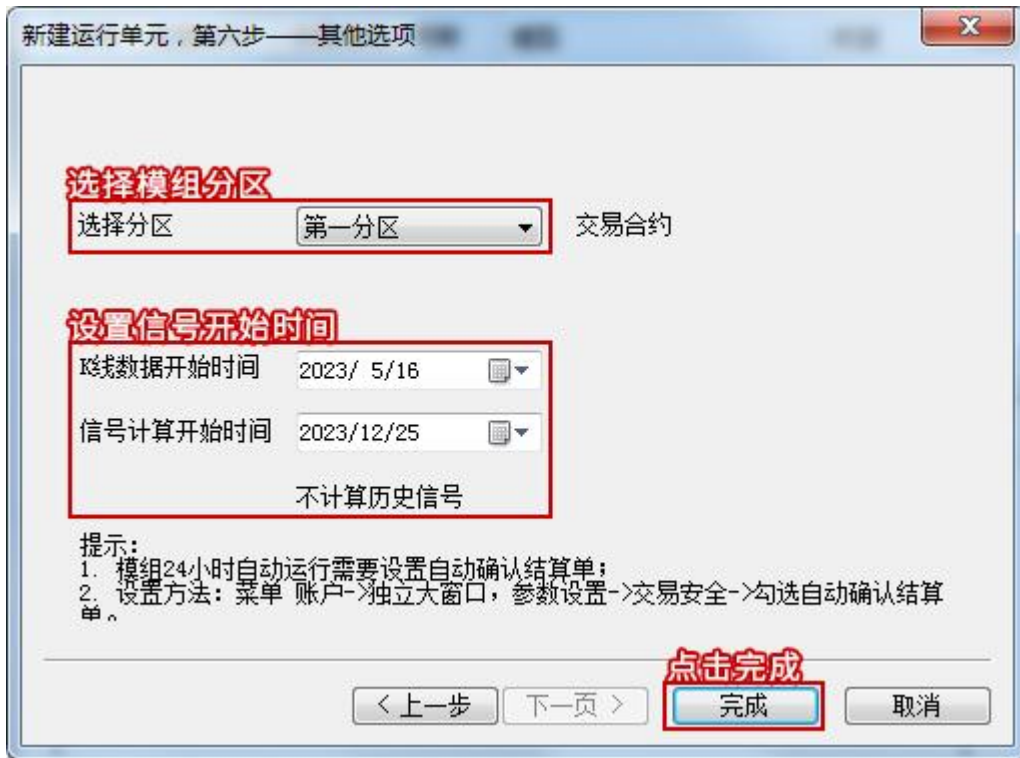 新建运行单元，第六步——其他选项
选择模组分区
选择分区 第一分区 交易合约
设置信号开始时间
K线数据开始时间 2023/ 5/16
信号计算开始时间 2023/12/25
不计算历史信号
提示：
1. 模组24小时自动运行需要设置自动确认结算单；
2. 设置方法：菜单 账户->独立大窗口，参数设置->交易安全->勾选自动确认结算
单。
点击完成
< 上一步 下一页 > 完成 取消